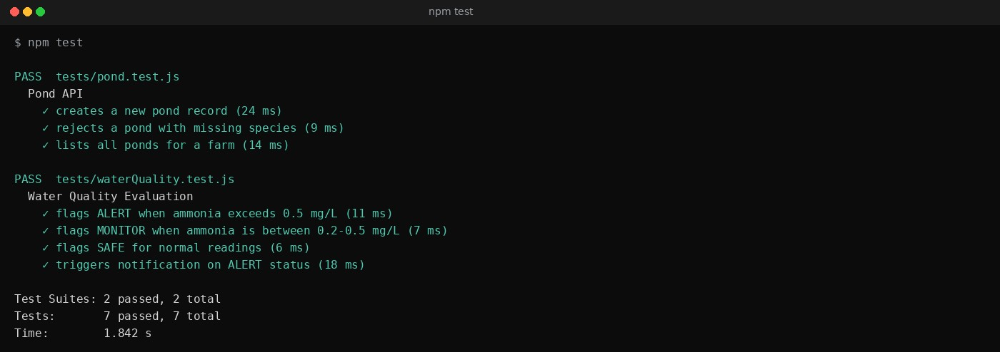 npm test
$ npm test
PASS  tests/pond.test.js
  Pond API
    ✓ creates a new pond record (24 ms)
    ✓ rejects a pond with missing species (9 ms)
    ✓ lists all ponds for a farm (14 ms)
PASS  tests/waterQuality.test.js
  Water Quality Evaluation
    ✓ flags ALERT when ammonia exceeds 0.5 mg/L (11 ms)
    ✓ flags MONITOR when ammonia is between 0.2-0.5 mg/L (7 ms)
    ✓ flags SAFE for normal readings (6 ms)
    ✓ triggers notification on ALERT status (18 ms)
Test Suites: 2 passed, 2 total
Tests:       7 passed, 7 total
Time:        1.842 s